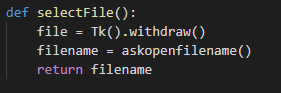 def selectFile():
    file = Tk().withdraw()
    filename = askopenfilename()
    return filename